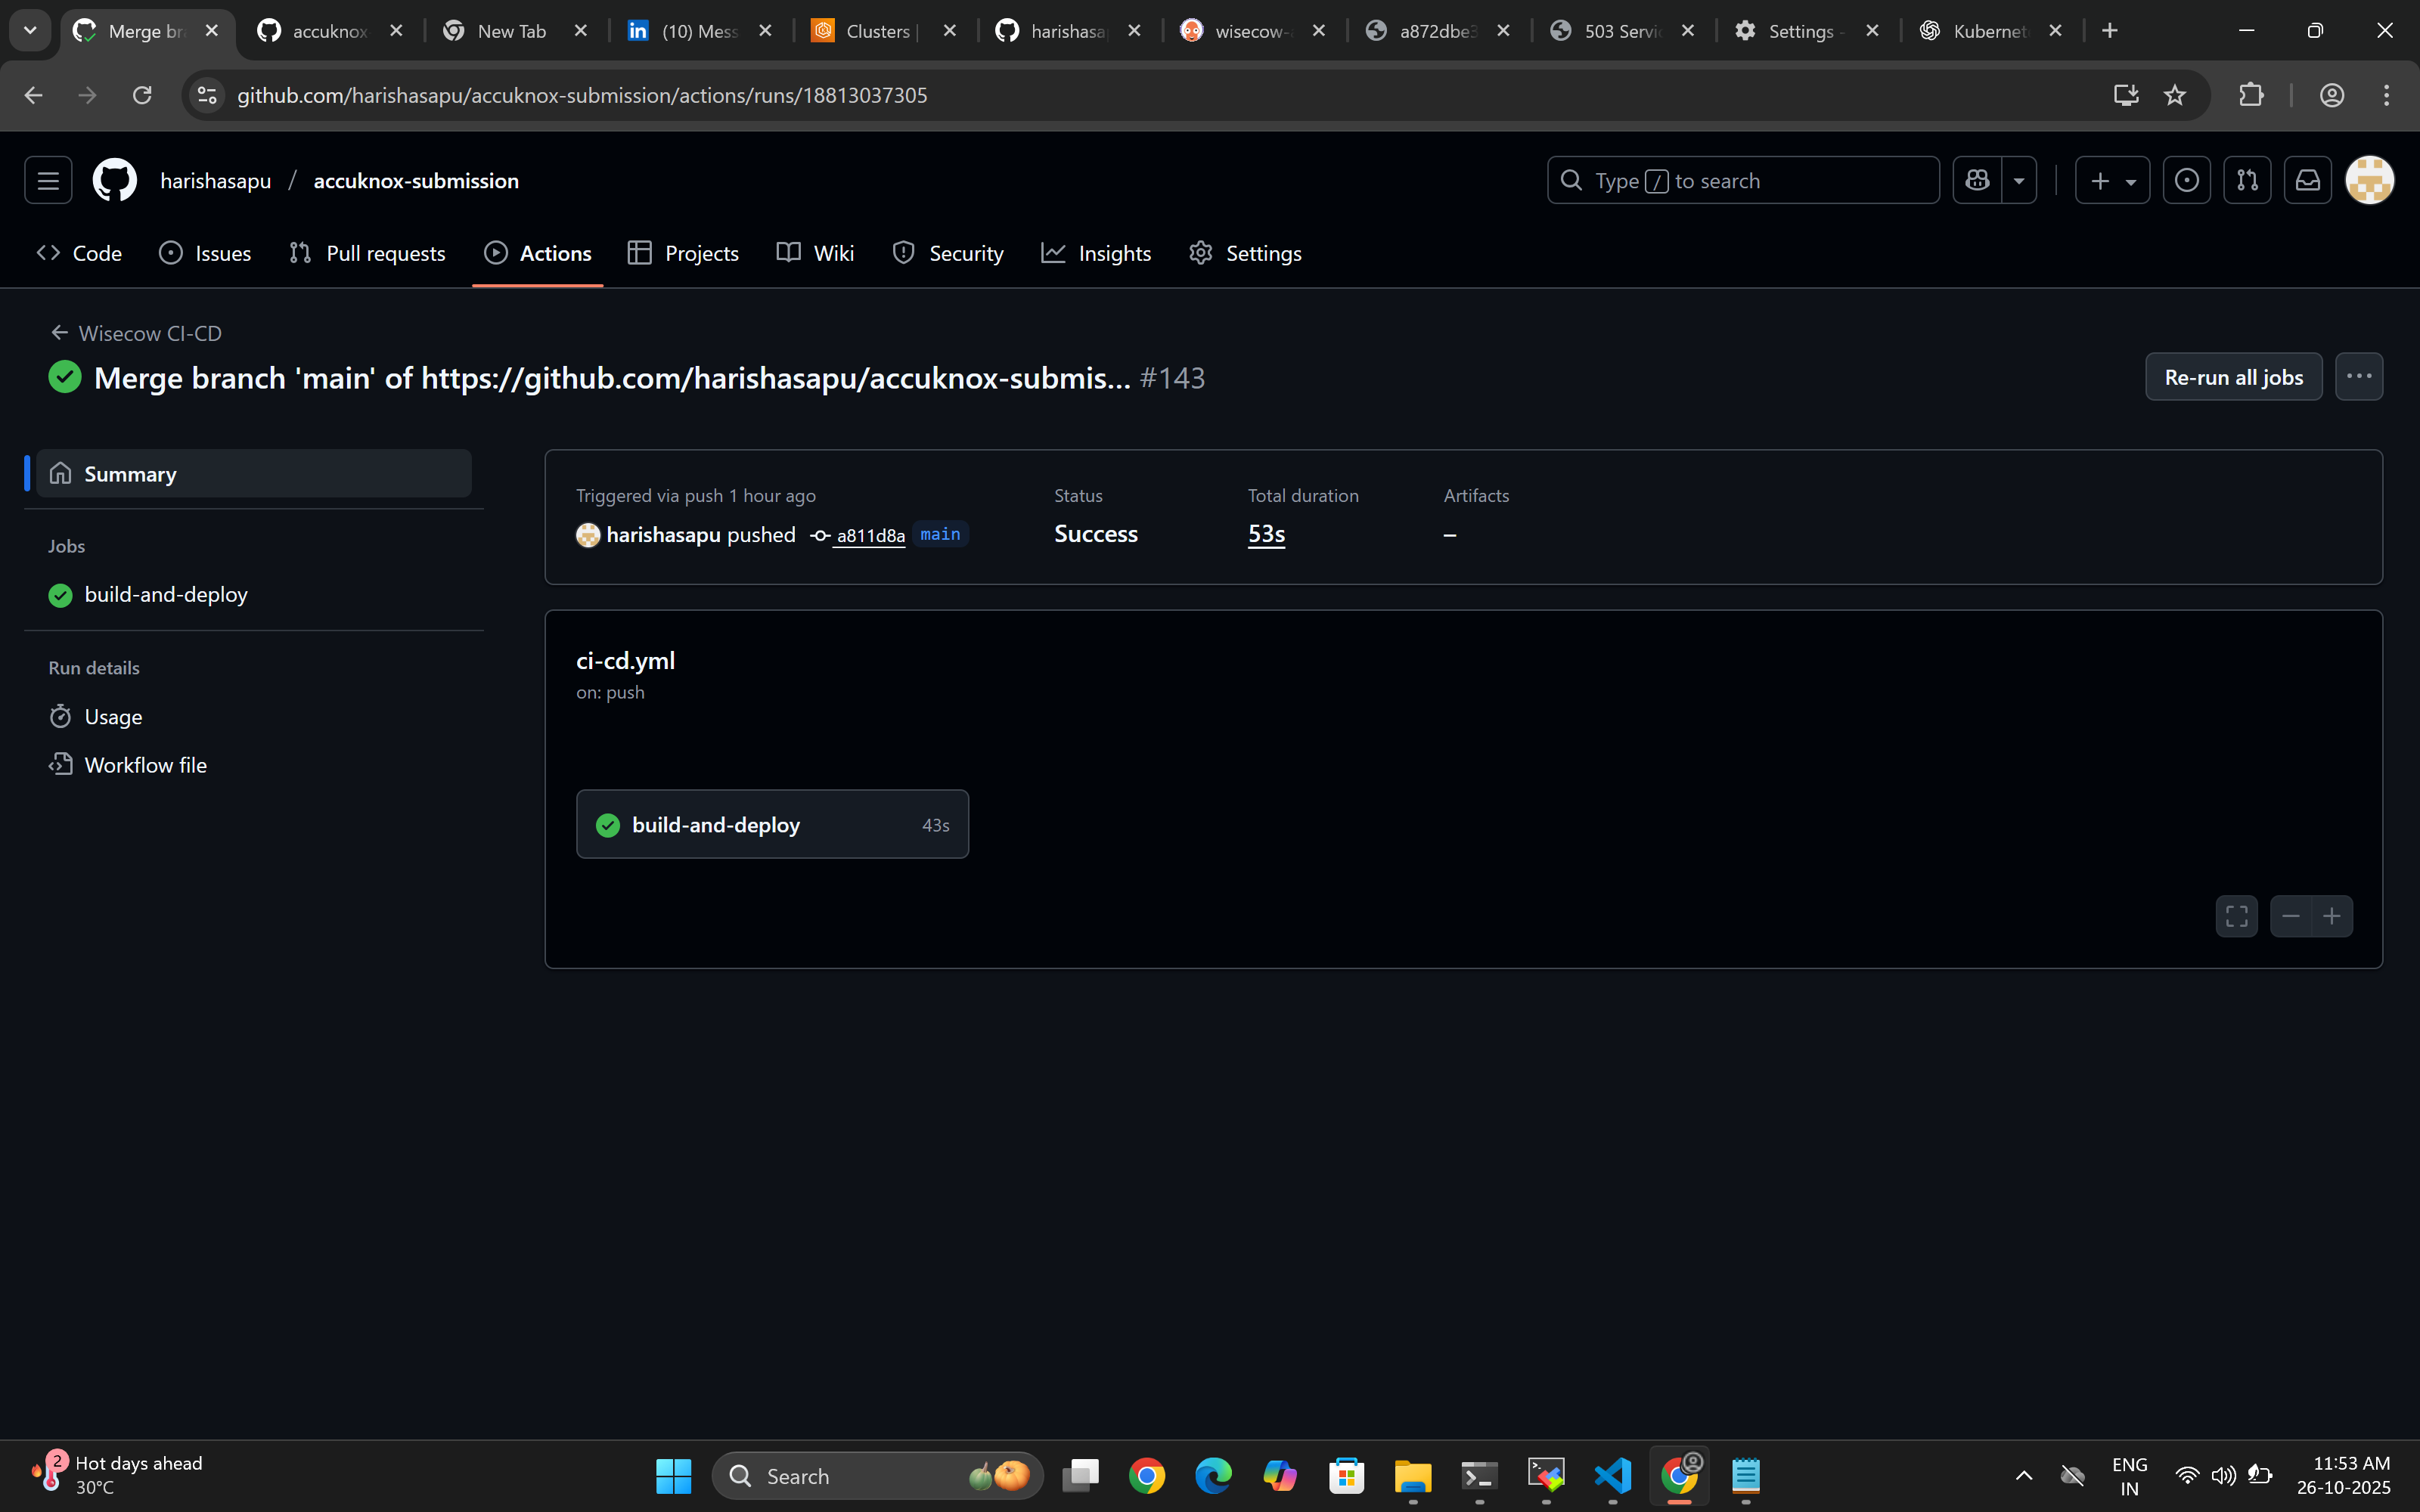 Merge br
accuknox
New Tab
(10) Mess
Clusters |
harishasap
wisecow-a
a872dbe3
503 Servi
Settings -
Kubernet
github.com/harishasapu/accuknox-submission/actions/runs/18813037305
harishasapu / accuknox-submission
Type / to search
Code
Issues
Pull requests
Actions
Projects
Wiki
Security
Insights
Settings
← Wisecow CI-CD
Merge branch 'main' of https://github.com/harishasapu/accuknox-submis... #143
Re-run all jobs
Summary
Jobs
build-and-deploy
Run details
Usage
Workflow file
Triggered via push 1 hour ago
harishasapu pushed a811d8a main
Status
Success
Total duration
53s
Artifacts
–
ci-cd.yml
on: push
build-and-deploy 43s
2
Hot days ahead
30°C
Search
ENG
IN
11:53 AM
26-10-2025